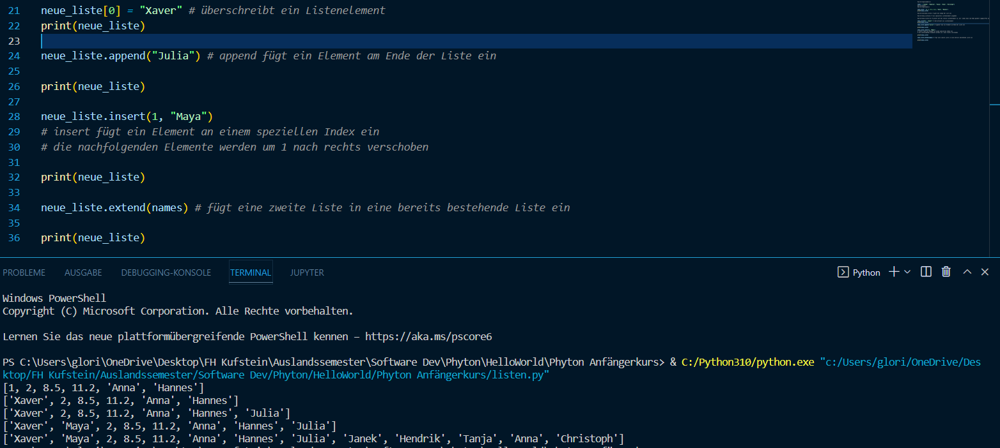 21 neue_liste[0] = "Xaver" # überschreibt ein Listenelement
22 print(neue_liste)
23
24 neue_liste.append("Julia") # append fügt ein Element am Ende der Liste ein
25
26 print(neue_liste)
27
28 neue_liste.insert(1, "Maya")
29 # insert fügt ein Element an einem speziellen Index ein
30 # die nachfolgenden Elemente werden um 1 nach rechts verschoben
31
32 print(neue_liste)
33
34 neue_liste.extend(names) # fügt eine zweite Liste in eine bereits bestehende Liste ein
35
36 print(neue_liste)
PROBLEME AUSGABE DEBUGGING-KONSOLE TERMINAL JUPYTER Python
Windows PowerShell
Copyright (C) Microsoft Corporation. Alle Rechte vorbehalten.
Lernen Sie das neue plattformübergreifende PowerShell kennen – https://aka.ms/pscore6
PS C:\Users\glori\OneDrive\Desktop\FH Kufstein\Auslandssemester\Software Dev\Phyton\HelloWorld\Phyton Anfängerkurs> & C:/Python310/python.exe "c:/Users/glori/OneDrive/Des
ktop/FH Kufstein/Auslandssemester/Software Dev/Phyton/HelloWorld/Phyton Anfängerkurs/listen.py"
[1, 2, 8.5, 11.2, 'Anna', 'Hannes']
['Xaver', 2, 8.5, 11.2, 'Anna', 'Hannes']
['Xaver', 2, 8.5, 11.2, 'Anna', 'Hannes', 'Julia']
['Xaver', 'Maya', 2, 8.5, 11.2, 'Anna', 'Hannes', 'Julia']
['Xaver', 'Maya', 2, 8.5, 11.2, 'Anna', 'Hannes', 'Julia', 'Janek', 'Hendrik', 'Tanja', 'Anna', 'Christoph']